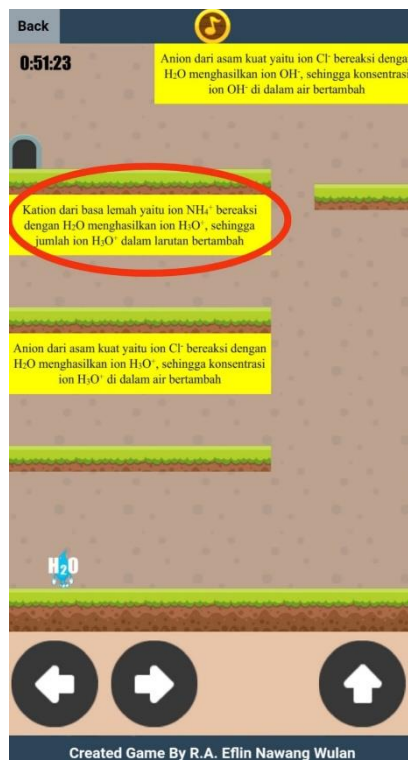 Back
0:51:23
Anion dari asam kuat yaitu ion Cl⁻ bereaksi
H₂O menghasilkan ion OH⁻, sehingga
ion OH⁻ di dalam air bertambah
Kation dari basa lemah yaitu ion NH₄⁺ bereaksi
dengan H₂O menghasilkan ion H₃O⁺, sehingga
jumlah ion H₃O⁺ dalam larutan bertambah
Anion dari asam kuat yaitu ion Cl⁻ bereaksi dengan
H₂O menghasilkan ion H₃O⁺, sehingga konsentrasi
ion H₃O⁺ di dalam air bertambah
H₂O
Created Game By R.A. Eflin Nawang Wulan